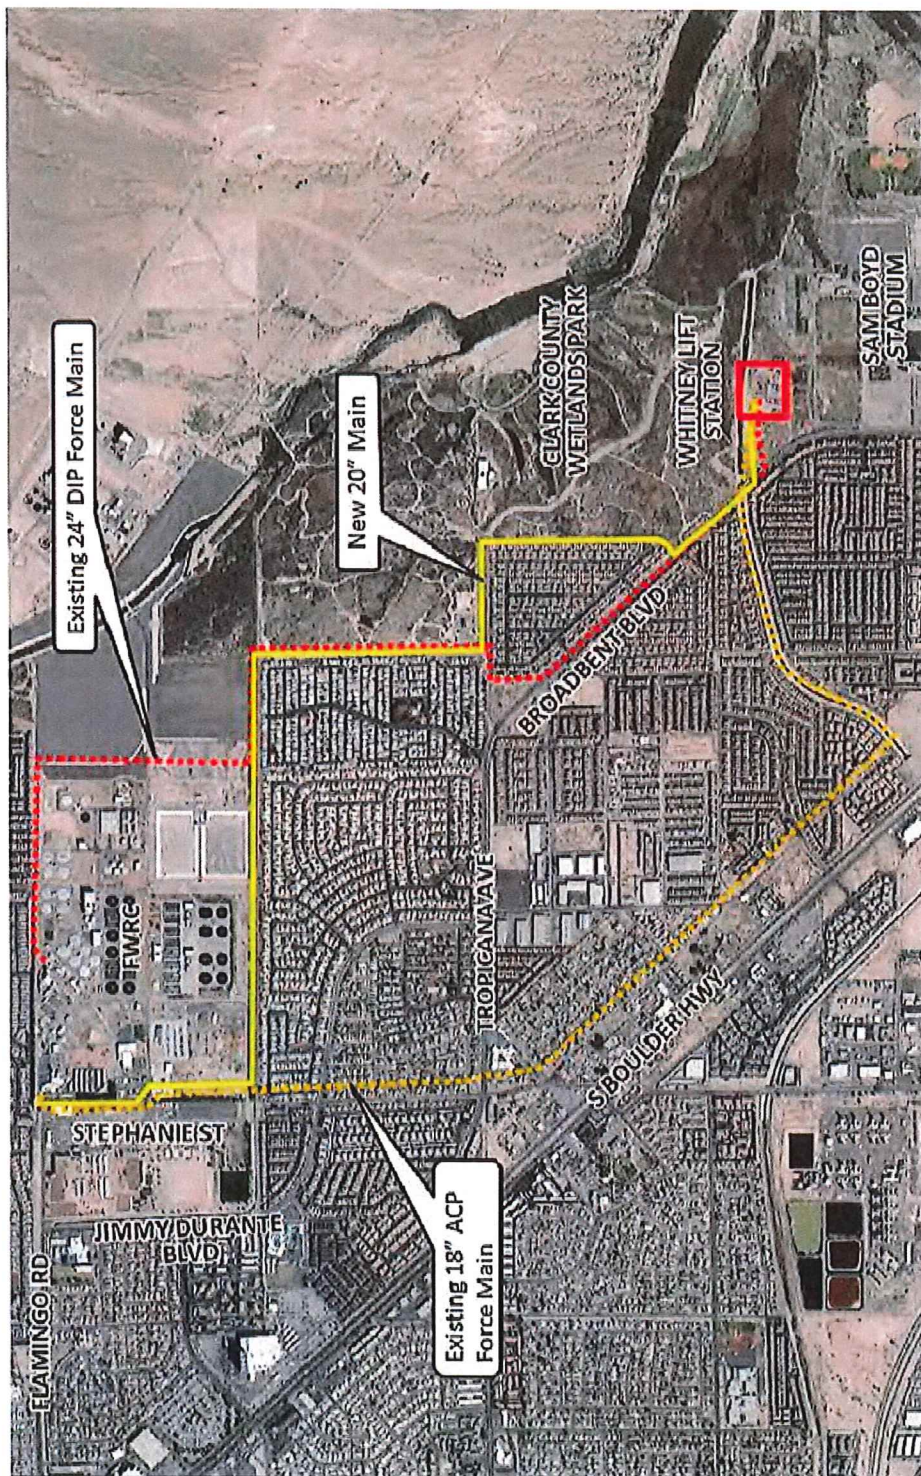 FLAMINGO RD
JIMMY DURANTE
BLVD
STEPHANIE ST
FWRC
Existing 24" DIP Force Main
Existing 18" ACP
Force Main
TROPICANA AVE
New 20" Main
S BOULDER HWY
BROADBENT BLVD
CLARK COUNTY
WETLANDS PARK
WHITNEY LIFT
STATION
SAM BOYD
STADIUM